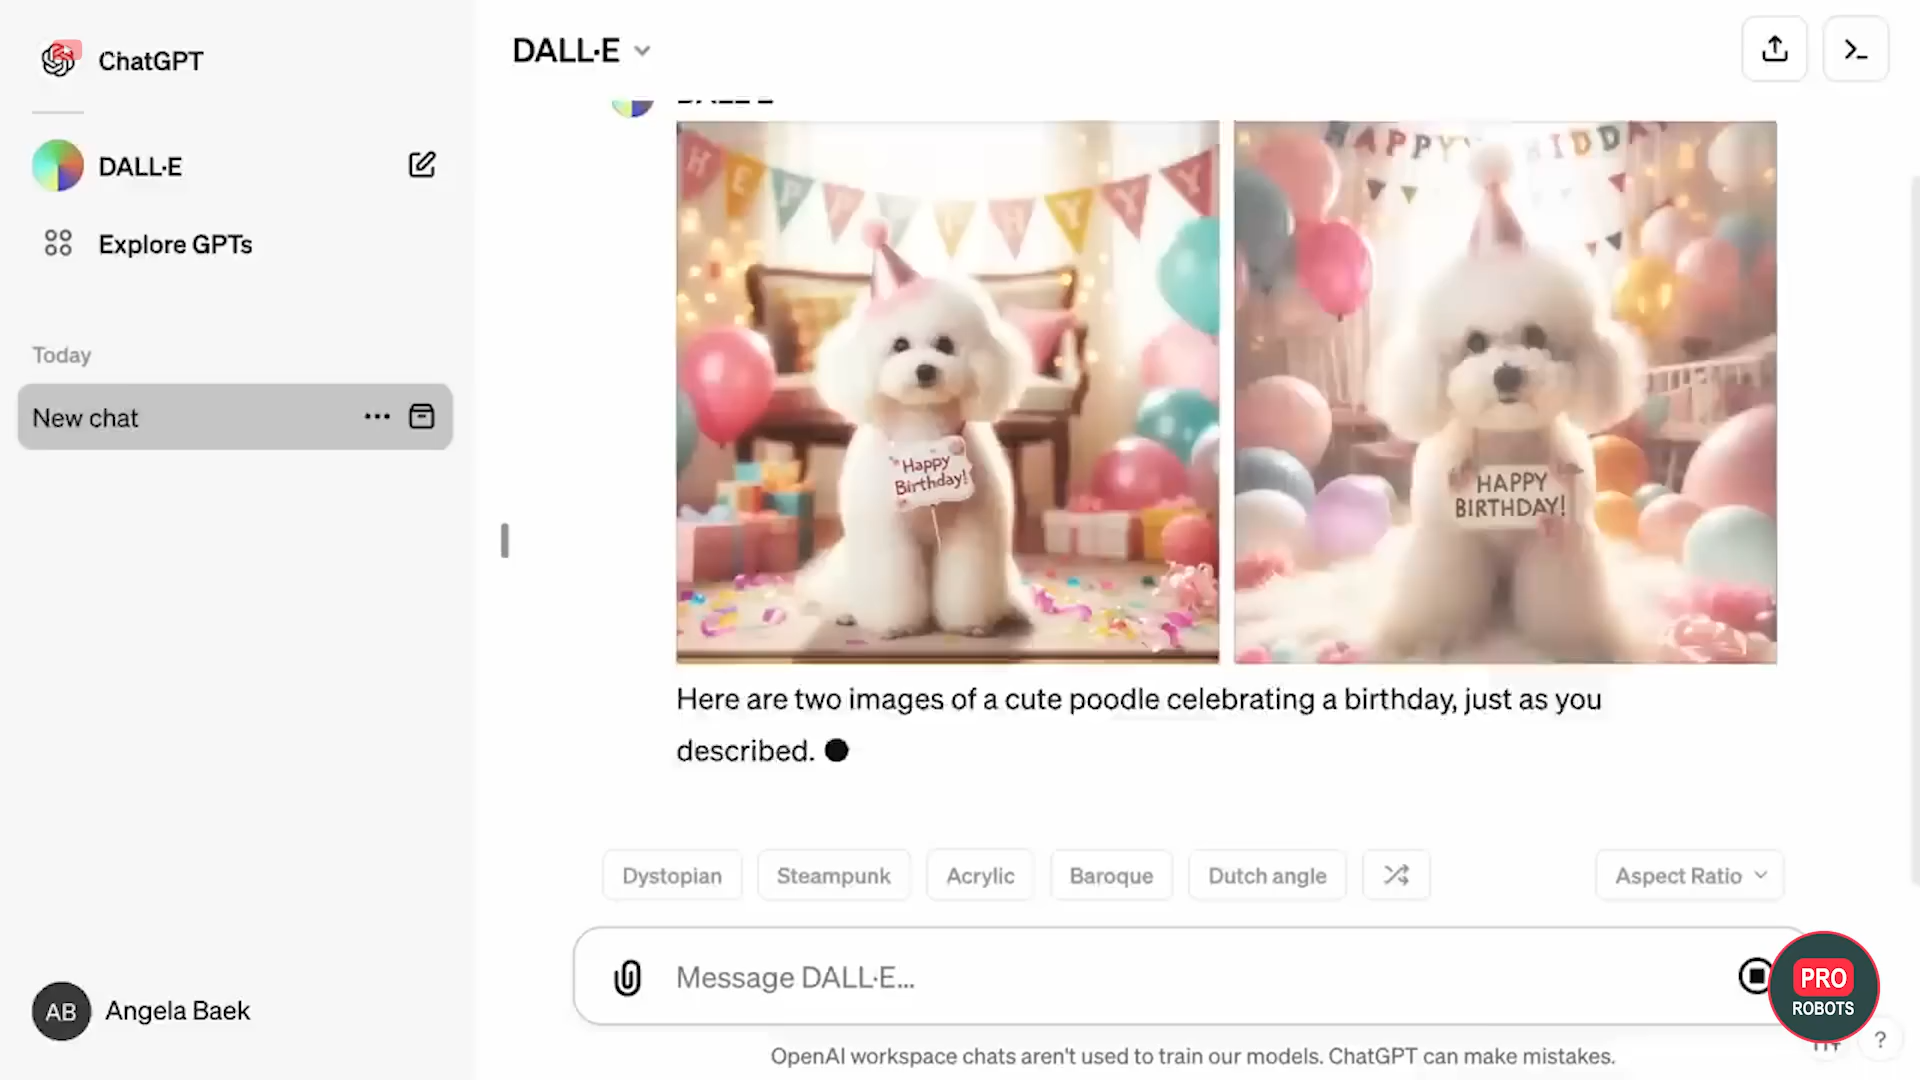 ChatGPT
DALL·E
Explore GPTs
Today
New chat
AB
Angela Baek
DALL·E
Happy
Birthday!
HAPPY
HAPPY
BIRTHDAY!
Here are two images of a cute poodle celebrating a birthday, just as you
described.
Dystopian
Steampunk
Acrylic
Baroque
Dutch angle
Aspect Ratio
Message DALL·E...
PRO
ROBOTS
?
OpenAI workspace chats aren't used to train our models. ChatGPT can make mistakes.